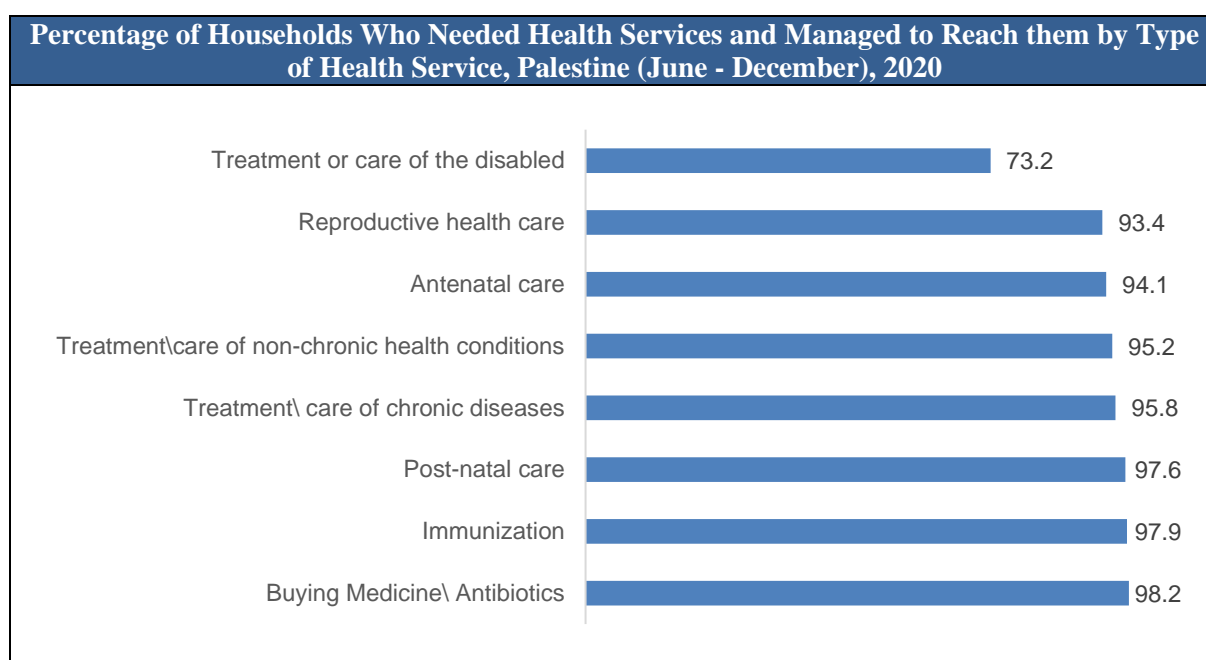 Percentage of Households Who Needed Health Services and Managed to Reach them by Type
of Health Service, Palestine (June - December), 2020
Treatment or care of the disabled 73.2
Reproductive health care 93.4
Antenatal care 94.1
Treatment\care of non-chronic health conditions 95.2
Treatment\ care of chronic diseases 95.8
Post-natal care 97.6
Immunization 97.9
Buying Medicine\ Antibiotics 98.2